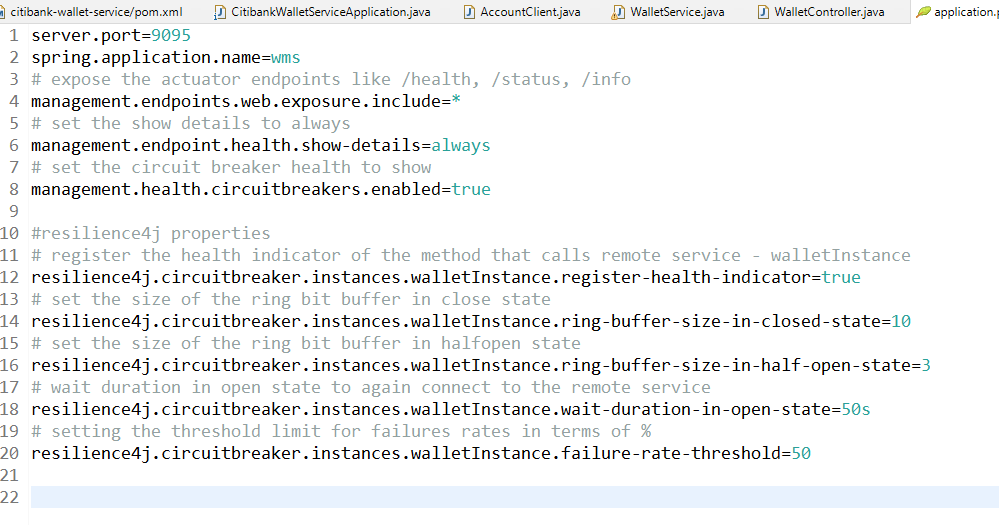 citibank-wallet-service/pom.xml CitibankWalletServiceApplication.java AccountClient.java WalletService.java WalletController.java application.p
1 server.port=9095
2 spring.application.name=wms
3 # expose the actuator endpoints like /health, /status, /info
4 management.endpoints.web.exposure.include=*
5 # set the show details to always
6 management.endpoint.health.show-details=always
7 # set the circuit breaker health to show
8 management.health.circuitbreakers.enabled=true
9
10 #resilience4j properties
11 # register the health indicator of the method that calls remote service - walletInstance
12 resilience4j.circuitbreaker.instances.walletInstance.register-health-indicator=true
13 # set the size of the ring bit buffer in close state
14 resilience4j.circuitbreaker.instances.walletInstance.ring-buffer-size-in-closed-state=10
15 # set the size of the ring bit buffer in halfopen state
16 resilience4j.circuitbreaker.instances.walletInstance.ring-buffer-size-in-half-open-state=3
17 # wait duration in open state to again connect to the remote service
18 resilience4j.circuitbreaker.instances.walletInstance.wait-duration-in-open-state=50s
19 # setting the threshold limit for failures rates in terms of %
20 resilience4j.circuitbreaker.instances.walletInstance.failure-rate-threshold=50
21
22